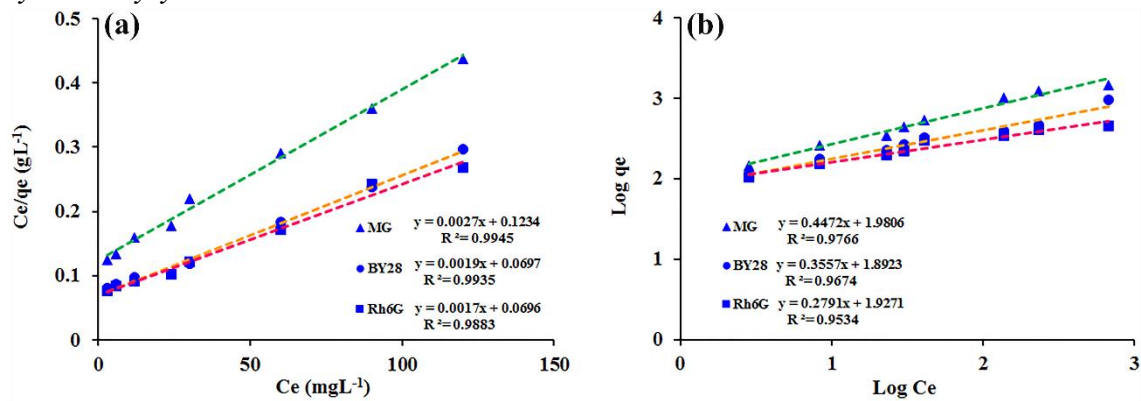 (a)
0.5
0.4
0.3
0.2
0.1
0
0
50
100
150
Ce/qe (gL-1)
Ce (mgL-1)
MG y = 0.0027x + 0.1234
R² = 0.9945
BY28 y = 0.0019x + 0.0697
R² = 0.9935
Rh6G y = 0.0017x + 0.0696
R² = 0.9883
(b)
4
3
2
1
0
0
1
2
3
Log qe
Log Ce
MG y = 0.4472x + 1.9806
R² = 0.9766
BY28 y = 0.3557x + 1.8923
R² = 0.9674
Rh6G y = 0.2791x + 1.9271
R² = 0.9534